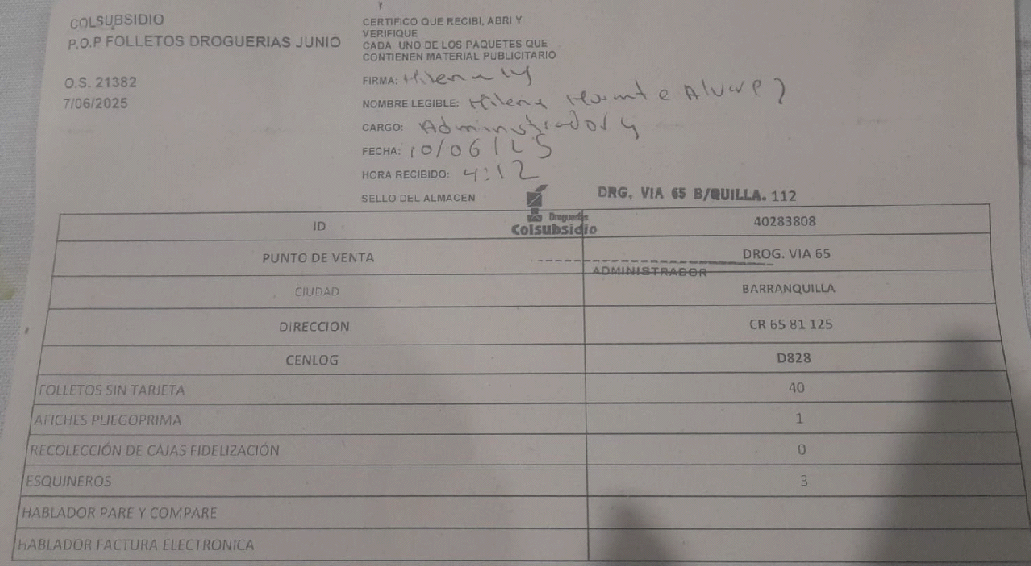 COLSUBSIDIO
P.O.P FOLLETOS DROGUERIAS JUNIO
O.S. 21382
7/06/2025
CERTIFICO QUE RECIBI, ABRI Y
VERIFIQUE
CADA UNO DE LOS PAQUETES QUE
CONTIENEN MATERIAL PUBLICITARIO
FIRMA: Milena
NOMBRE LEGIBLE: Milena Alvarez
CARGO: Administradora
FECHA: 10/06/25
HORA RECIBIDO: 4:12
SELLO DEL ALMACEN
DRG. VIA 65 B/QUILLA. 112
Droguerías
Colsubsidio
ADMINISTRADOR
ID 40283808
PUNTO DE VENTA DROG. VIA 65
CIUDAD BARRANQUILLA
DIRECCION CR 65 81 125
CENLOG D828
FOLLETOS SIN TARJETA 40
AFICHES 1
RECOLECCIÓN DE CAJAS FIDELIZACIÓN 0
ESQUINEROS 3
HABLADOR PARE Y COMPARE
HABLADOR FACTURA ELECTRONICA